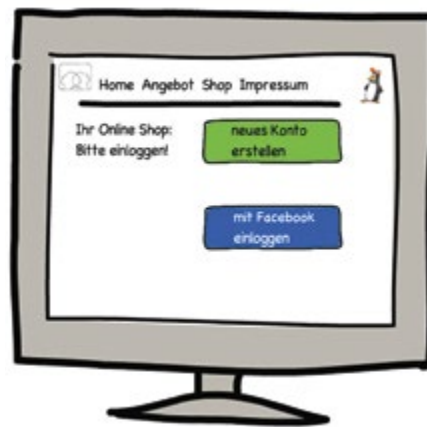 Home Angebot Shop Impressum
Ihr Online Shop:
Bitte einloggen!
neues Konto
erstellen
mit Facebook
einloggen